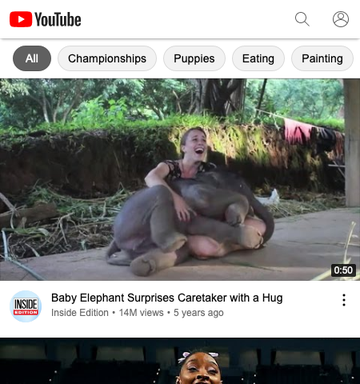 YouTube
All
Championships
Puppies
Eating
Painting
0:50
INSIDE
EDITION
Baby Elephant Surprises Caretaker with a Hug
Inside Edition • 14M views • 5 years ago